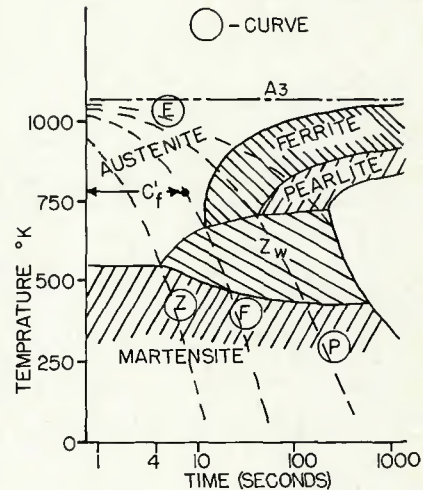 ○ - CURVE
A3
E
AUSTENITE
FERRITE
PEARLITE
C'f
Zw
Z
F
P
MARTENSITE
TEMPRATURE °K
1000
750
500
250
0
1
4
10
100
1000
TIME (SECONDS)